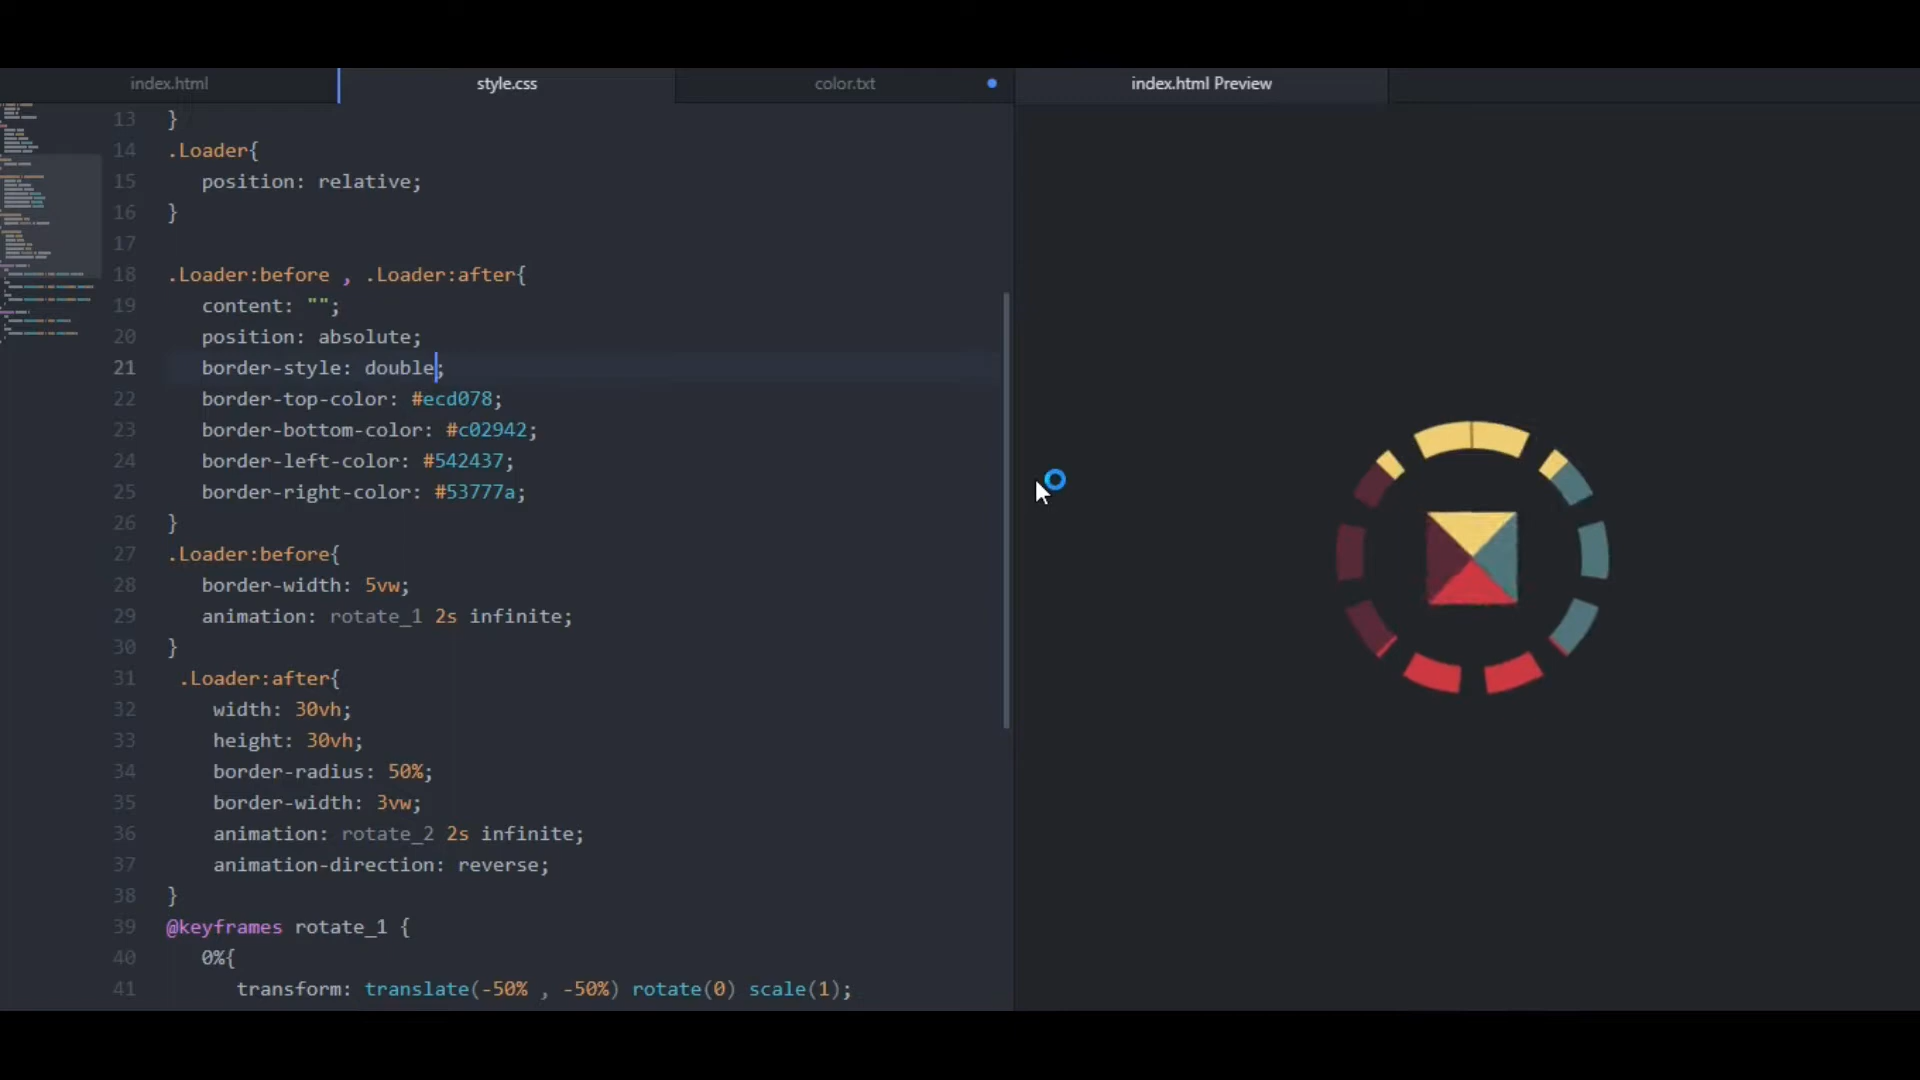 index.html
style.css
color.txt
index.html Preview
13 }
14 .Loader{
15 position: relative;
16 }
17
18 .Loader:before , .Loader:after{
19 content: "";
20 position: absolute;
21 border-style: double;
22 border-top-color: #ecd078;
23 border-bottom-color: #c02942;
24 border-left-color: #542437;
25 border-right-color: #53777a;
26 }
27 .Loader:before{
28 border-width: 5vw;
29 animation: rotate_1 2s infinite;
30 }
31 .Loader:after{
32 width: 30vh;
33 height: 30vh;
34 border-radius: 50%;
35 border-width: 3vw;
36 animation: rotate_2 2s infinite;
37 animation-direction: reverse;
38 }
39 @keyframes rotate_1 {
40 0%{
41 transform: translate(-50% , -50%) rotate(0) scale(1);